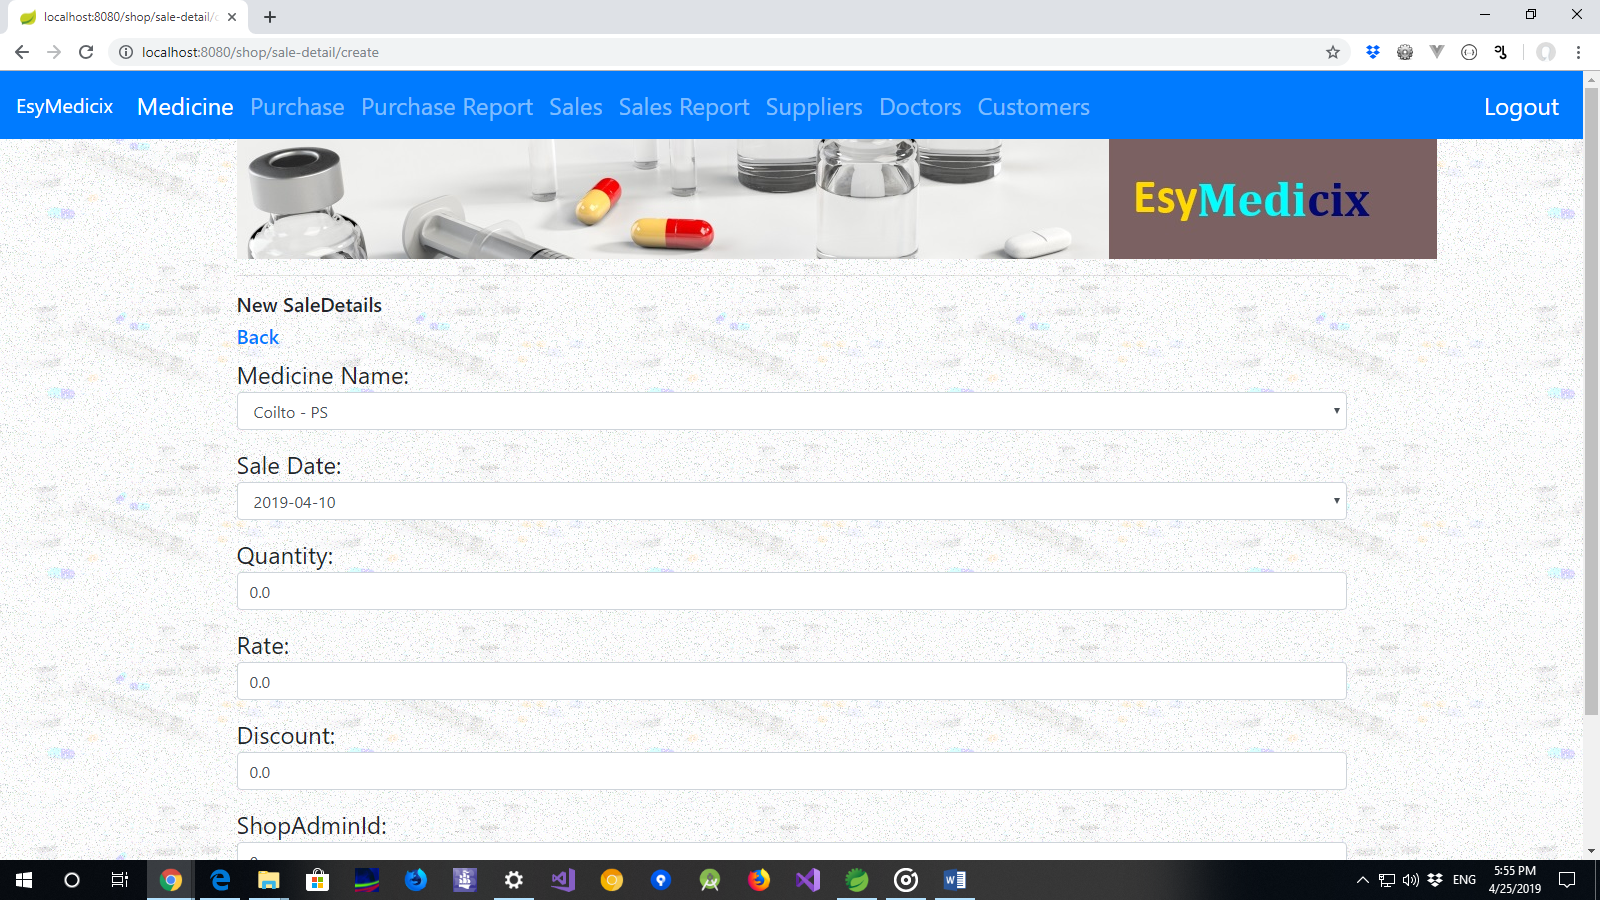 localhost:8080/shop/sale-detail/
localhost:8080/shop/sale-detail/create
EsyMedicix Medicine Purchase Purchase Report Sales Sales Report Suppliers Doctors Customers Logout
EsyMedicix
New SaleDetails
Back
Medicine Name:
Coilto - PS
Sale Date:
2019-04-10
Quantity:
0.0
Rate:
0.0
Discount:
0.0
ShopAdminId:
ENG
5:55 PM
4/25/2019